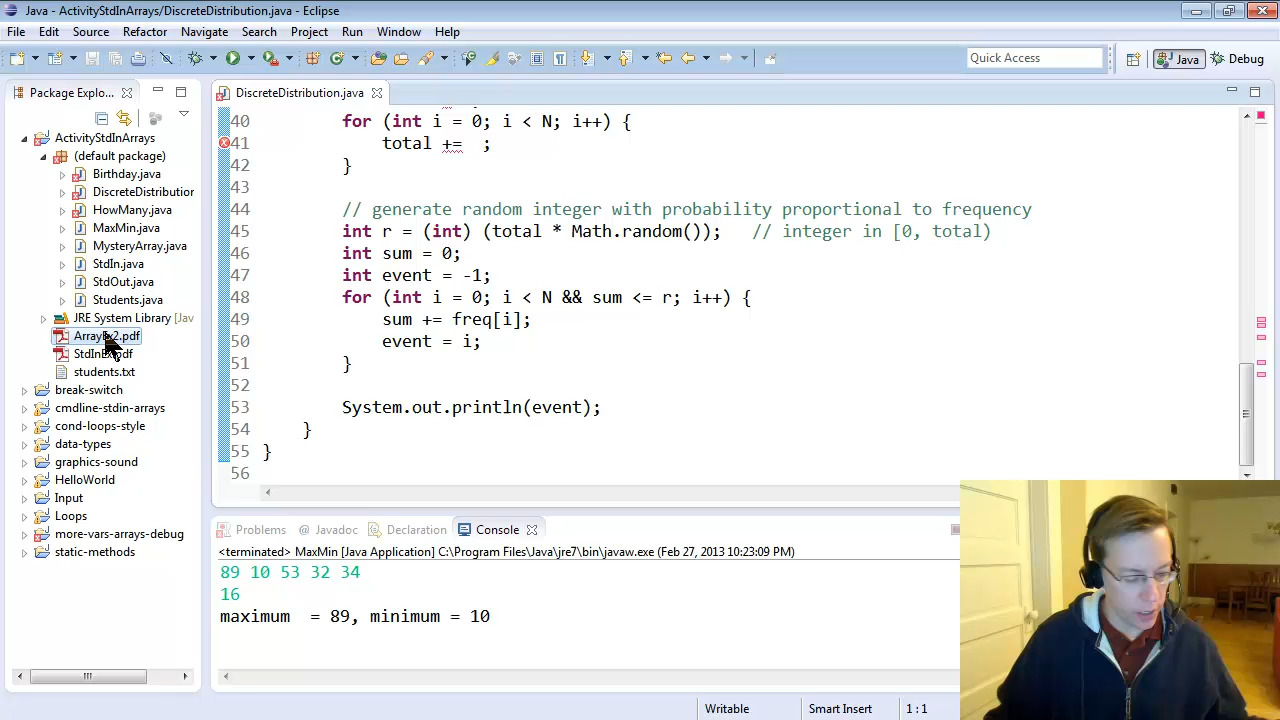 Java - ActivityStdInArrays/DiscreteDistribution.java - Eclipse
File Edit Source Refactor Navigate Search Project Run Window Help
Quick Access
Java
Debug
Package Explo...
DiscreteDistribution.java
ActivityStdInArrays
(default package)
Birthday.java
DiscreteDistribution
HowMany.java
MaxMin.java
MysteryArray.java
StdIn.java
StdOut.java
Students.java
JRE System Library [Jav
2.pdf
StdIn .pdf
students.txt
break-switch
cmdline-stdin-arrays
cond-loops-style
data-types
graphics-sound
HelloWorld
Input
Loops
more-vars-arrays-debug
static-methods
40 for (int i = 0; i < N; i++) {
41 total += ;
42 }
43
44 // generate random integer with probability proportional to frequency
45 int r = (int) (total * Math.random()); // integer in [0, total)
46 int sum = 0;
47 int event = -1;
48 for (int i = 0; i < N && sum <= r; i++) {
49 sum += freq[i];
50 event = i;
51 }
52
53 System.out.println(event);
54 }
55 }
56
Problems @ Javadoc Declaration Console
<terminated> MaxMin [Java Application] C:\Program Files\Java\jre7\bin\javaw.exe (Feb 27, 2013 10:23:09 PM)
89 10 53 32 34
16
maximum  = 89, minimum = 10
Writable
Smart Insert
1 : 1